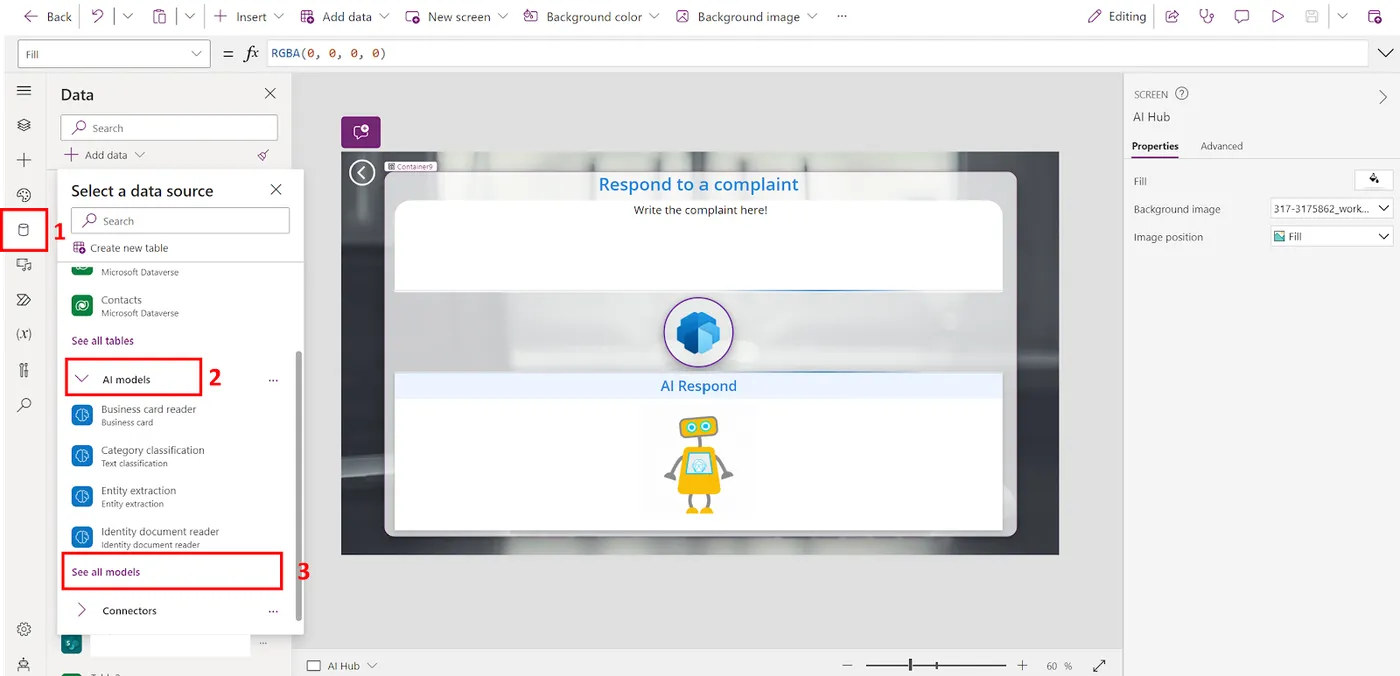 Back
Insert
Add data
New screen
Background color
Background image
...
Editing
Fill
= fx RGBA(0, 0, 0, 0)
Data
Search
Add data
Select a data source
Search
Create new table
Microsoft Dataverse
Contacts
Microsoft Dataverse
See all tables
AI models
...
Business card reader
Business card
Category classification
Text classification
Entity extraction
Entity extraction
Identity document reader
Identity document reader
See all models
Connectors
...
...
1
2
3
(x)
Container9
Respond to a complaint
Write the complaint here!
AI Respond
AI Hub
60 %
SCREEN
AI Hub
Properties
Advanced
Fill
Background image
317-3175862_work...
Image position
Fill